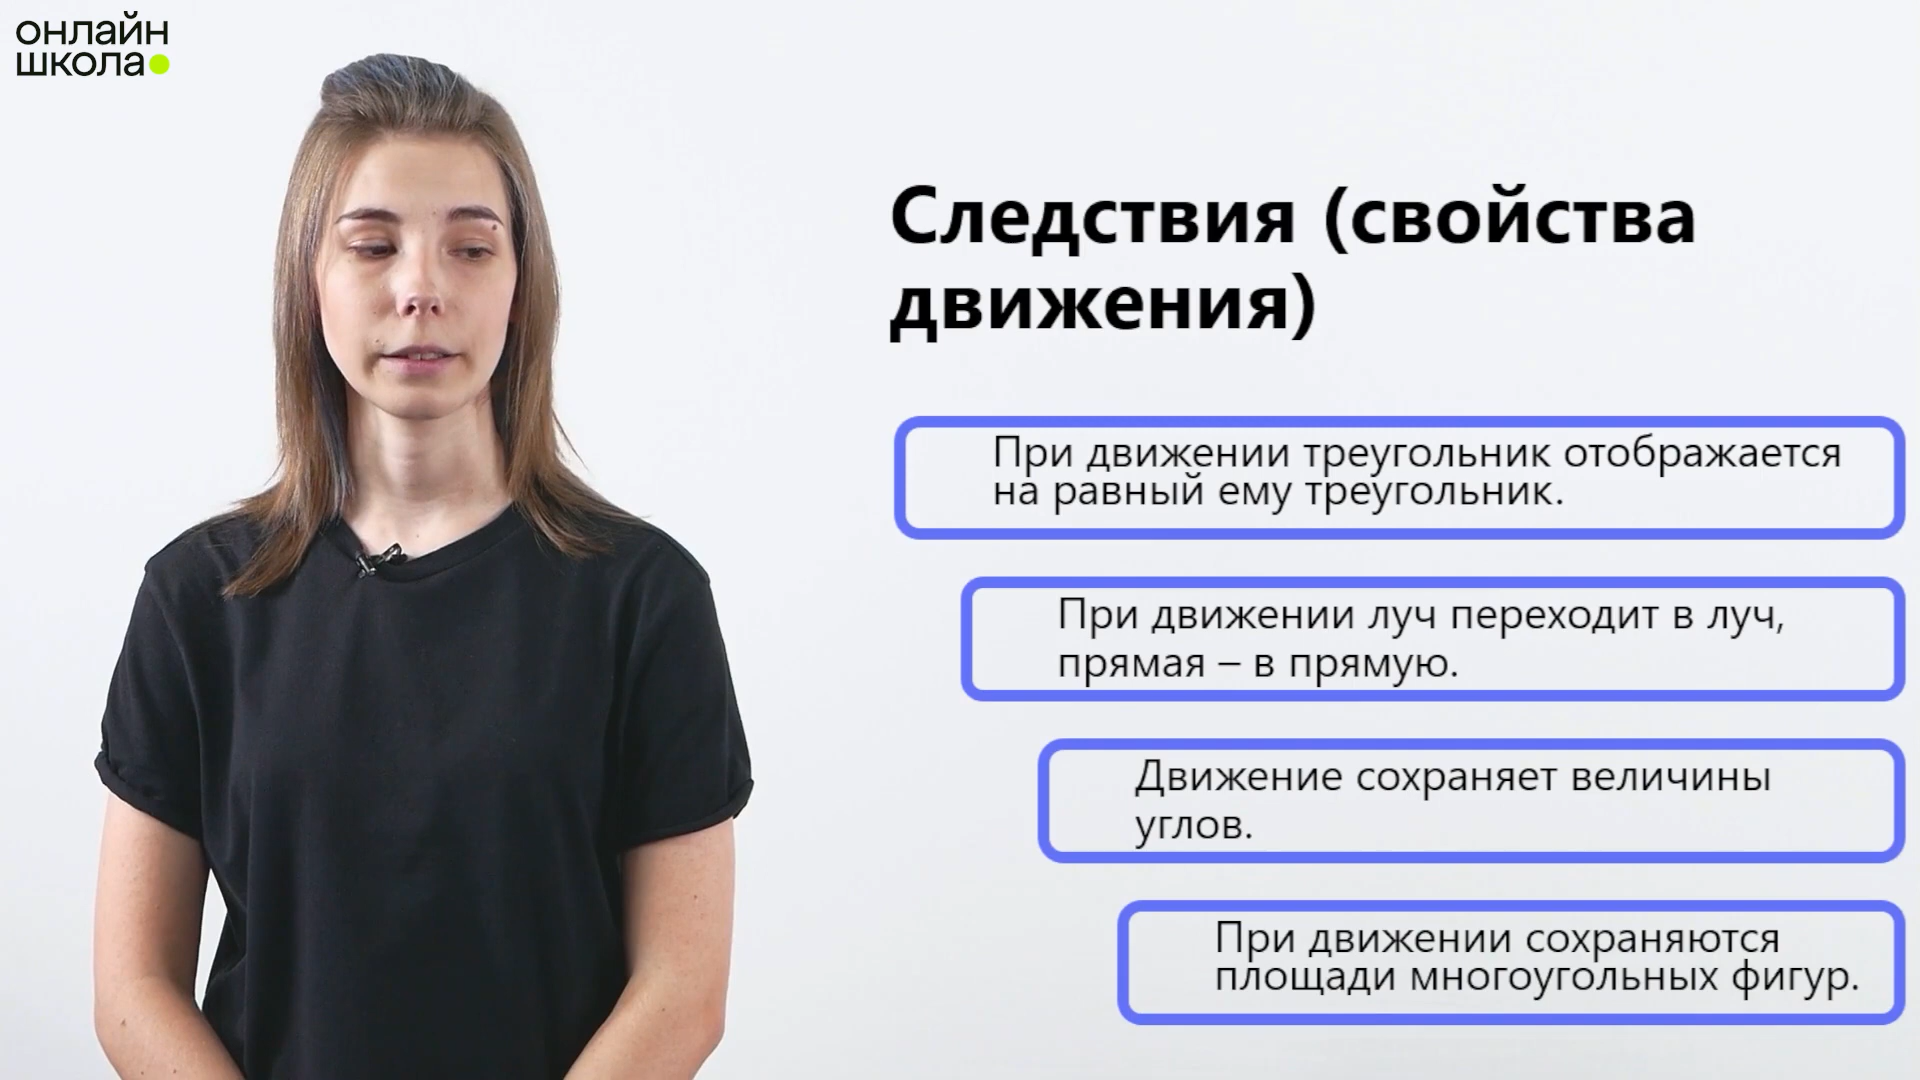 онлайн
школа
Следствия (свойства
движения)
При движении треугольник отображается
на равный ему треугольник.
При движении луч переходит в луч,
прямая – в прямую.
Движение сохраняет величины
углов.
При движении сохраняются
площади многоугольных фигур.